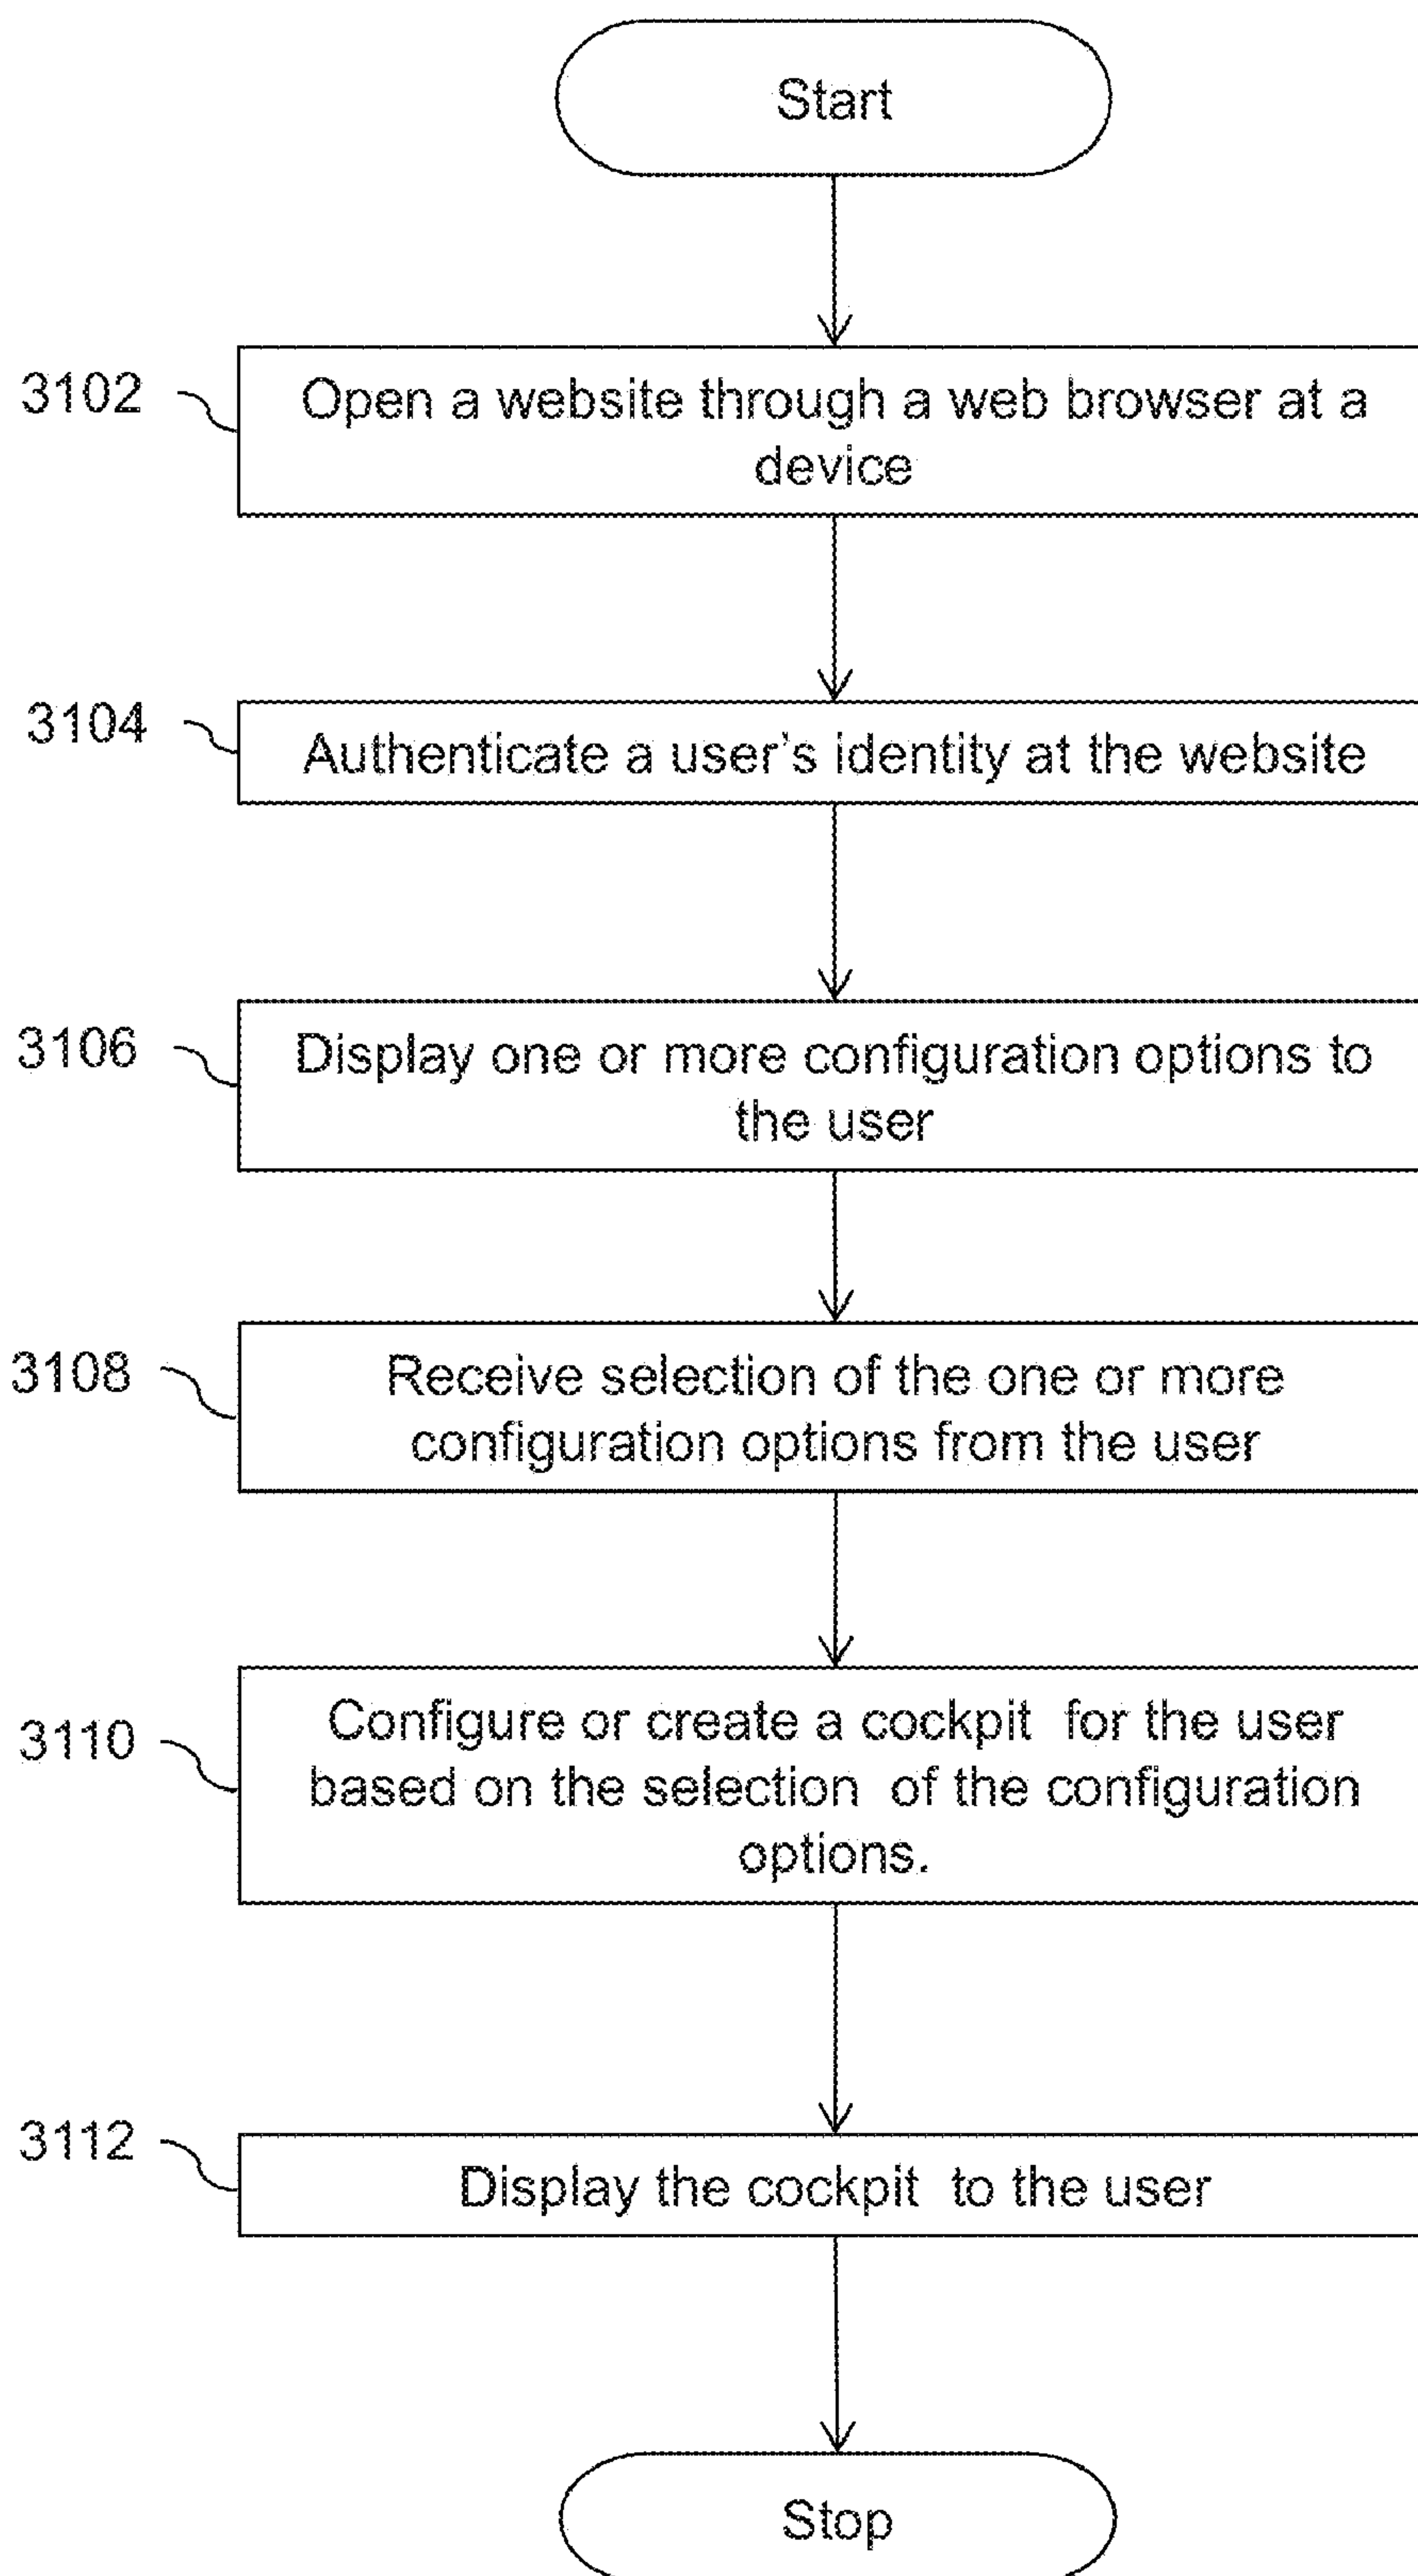 Start
3102
Open a website through a web browser at a
device
3104
Authenticate a user's identity at the website
3106
Display one or more configuration options to
the user
3108
Receive selection of the one or more
configuration options from the user
3110
Configure or create a cockpit for the user
based on the selection of the configuration
options.
3112
Display the cockpit to the user
Stop